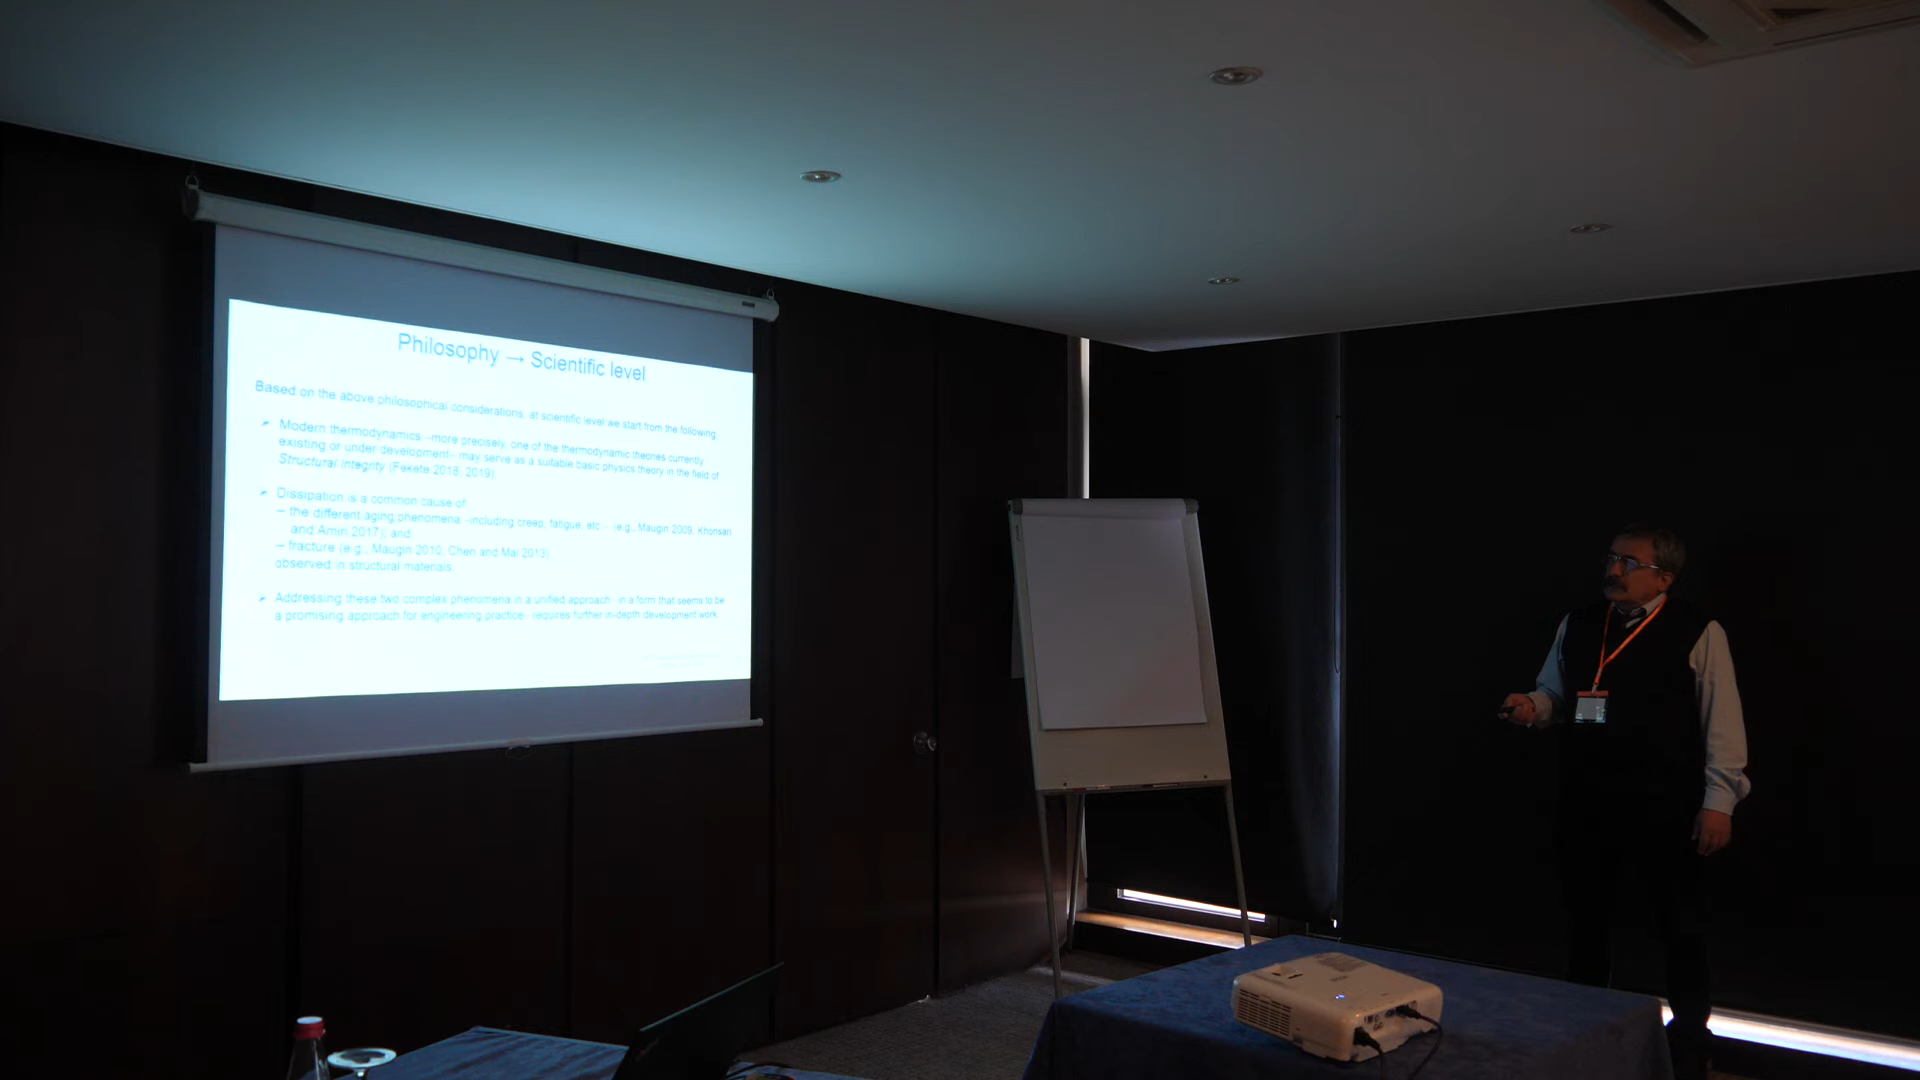 Philosophy → Scientific level
Based on the above philosophical considerations, at scientific level we start from the following:
➢ Modern thermodynamics -more precisely, one of the thermodynamic theories currently
existing or under development- may serve as a suitable basic physics theory in the field of
Structural Integrity (Fekete 2018, 2019).
➢ Dissipation is a common cause of:
– the different aging phenomena -including creep, fatigue, etc.- (e.g., Maugin 2009, Khonsari
and Amiri 2017); and
– fracture (e.g., Maugin 2010, Chen and Mai 2013)
observed in structural materials.
➢ Addressing these two complex phenomena in a unified approach -in a form that seems to be
a promising approach for engineering practice- requires further in-depth development work.